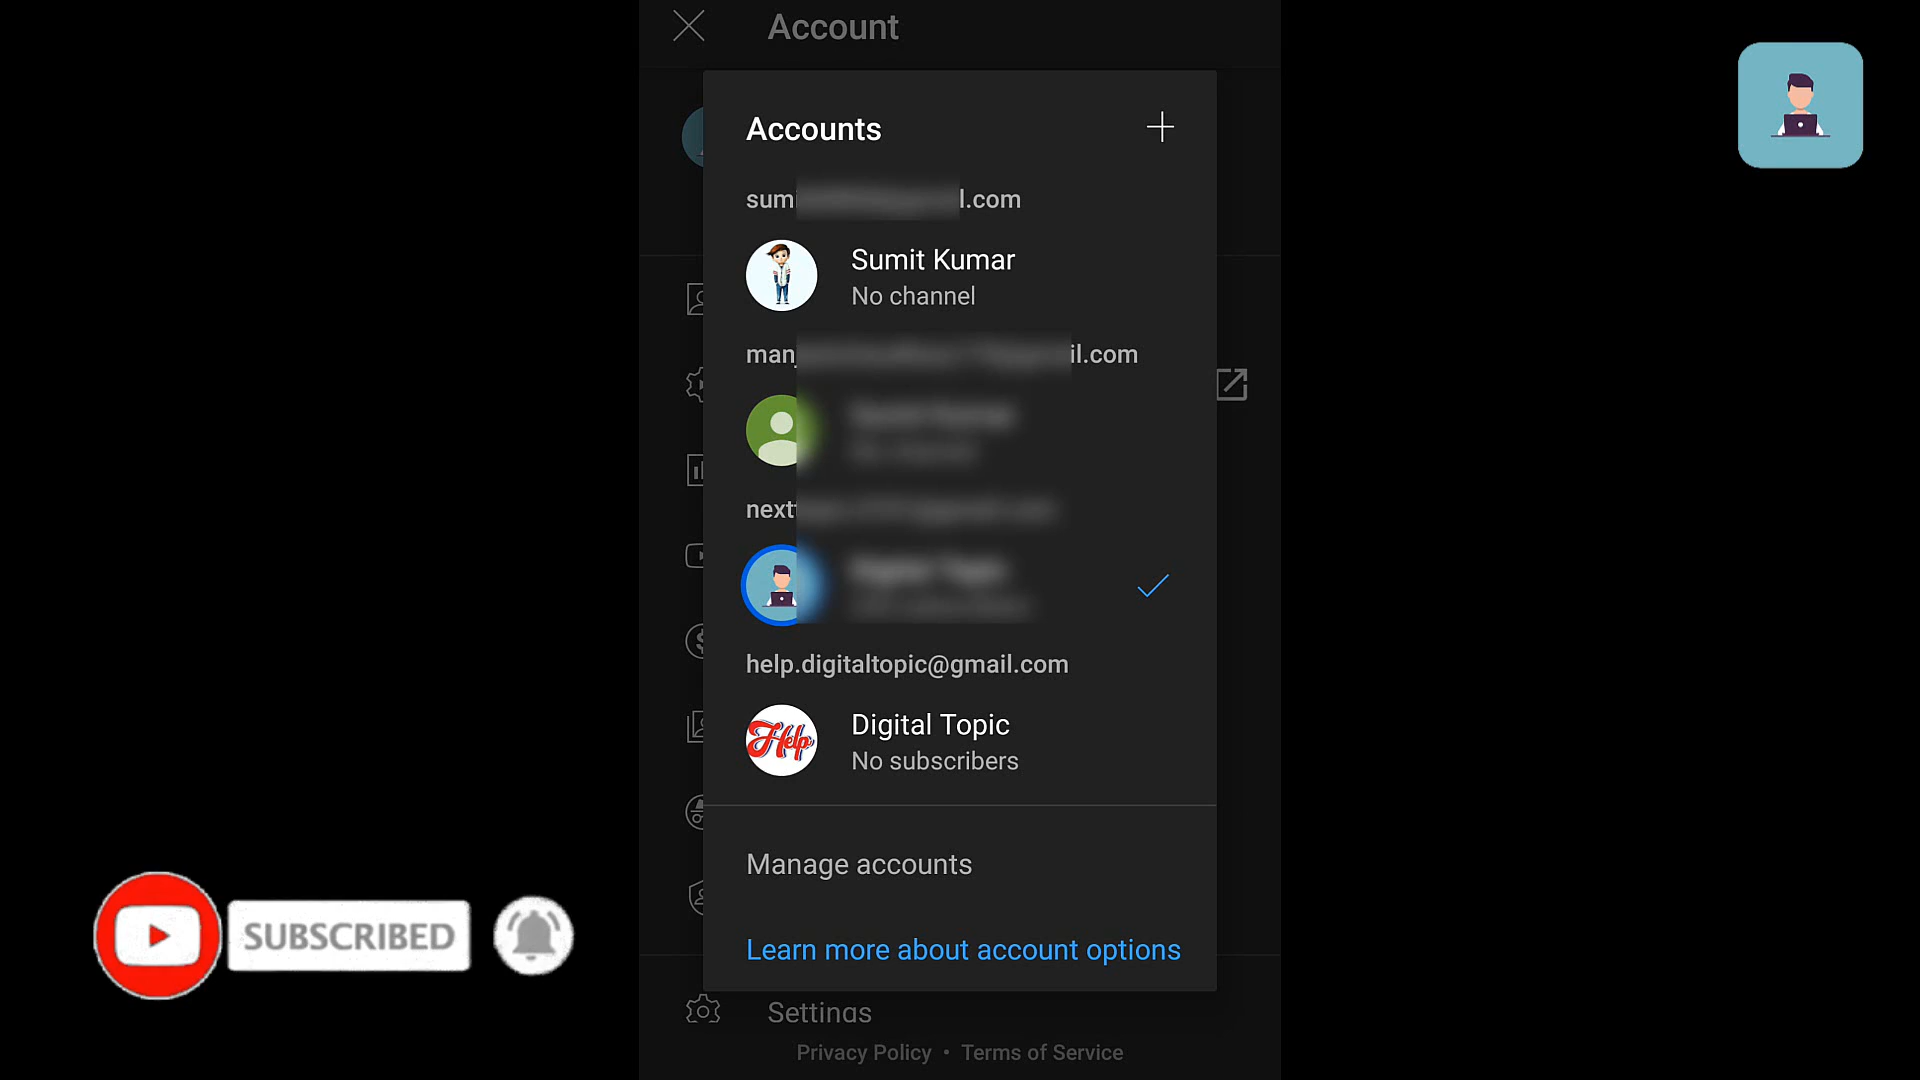 Account
Accounts
sum l.com
Sumit Kumar
No channel
man il.com
next
help.digitaltopic@gmail.com
Help
Digital Topic
No subscribers
Manage accounts
Learn more about account options
SUBSCRIBED
Settings
Privacy Policy • Terms of Service